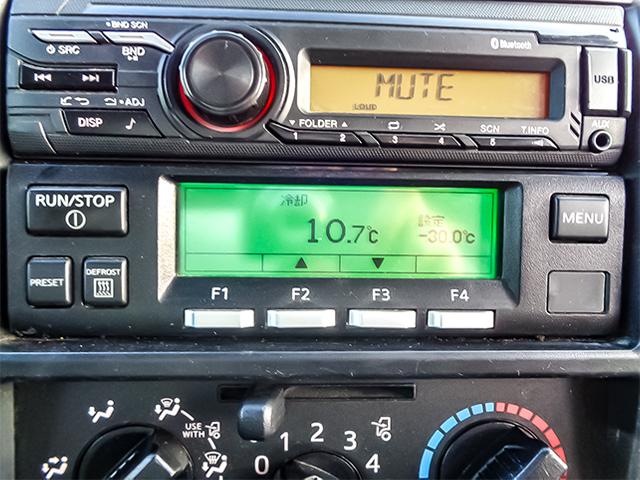 BND SCN
SRC
BND
Bluetooth
USB
MUTE
LOUD
ADJ
DISP
FOLDER
SCN
T.INFO
AUX
1 2 3 4 5
RUN/STOP
冷却
10.7℃
設定
-30.0℃
MENU
PRESET
DEFROST
F1 F2 F3 F4
USE
WITH
0 1 2 3 4